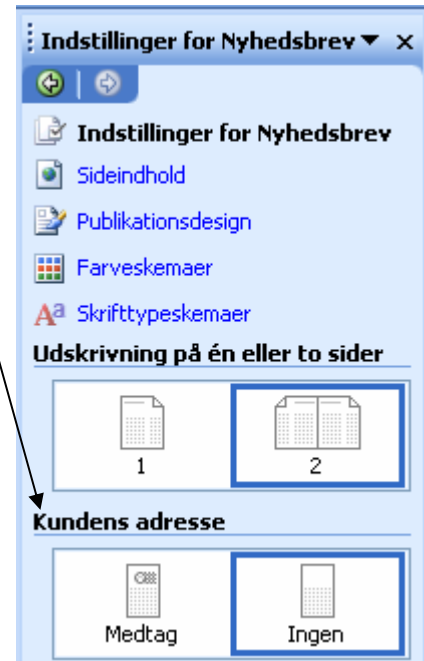 Indstillinger for Nyhedsbrev
Indstillinger for Nyhedsbrev
Sideindhold
Publikationsdesign
Farveskemaer
Aa Skrifttypeskemaer
Udskrivning på én eller to sider
1 2
Kundens adresse
Medtag Ingen